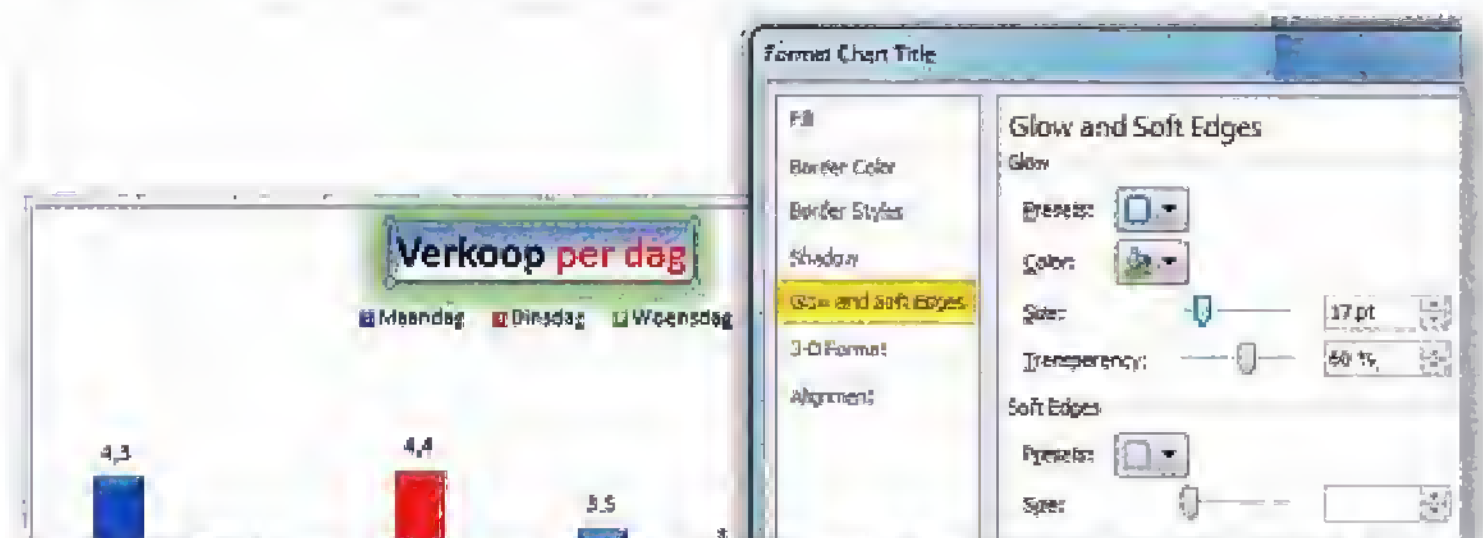 Format Chart Title
Fill
Border Color
Border Styles
Shadow
Glow and Soft Edges
3-D Format
Alignment
Glow and Soft Edges
Glow
Presets:
Color:
Size:
17 pt
Transparency:
60 %
Soft Edges
Presets:
Size:
Verkoop per dag
Maandag Dinsdag Woensdag
4,3
4,4